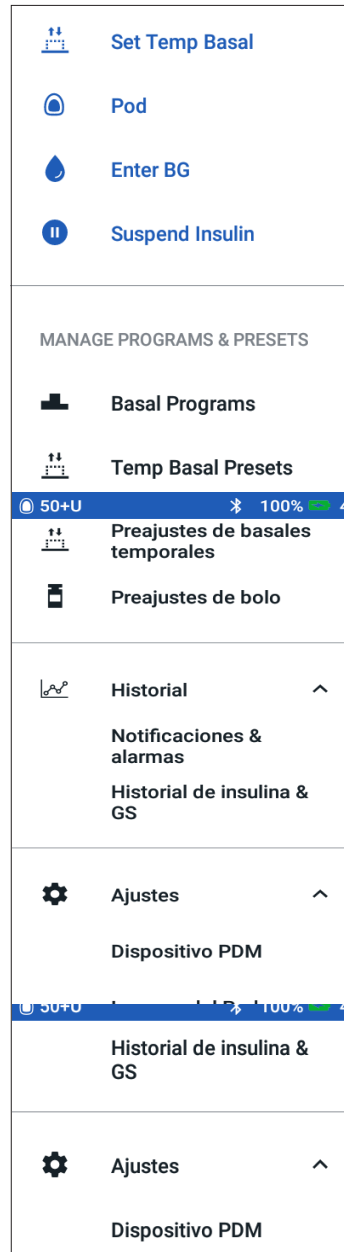 Set Temp Basal
Pod
Enter BG
Suspend Insulin
MANAGE PROGRAMS & PRESETS
Basal Programs
Temp Basal Presets
50+U 100%
Preajustes de basales
temporales
Preajustes de bolo
Historial
Notificaciones &
alarmas
Historial de insulina &
GS
Ajustes
Dispositivo PDM
50+U 100%
Historial de insulina &
GS
Ajustes
Dispositivo PDM